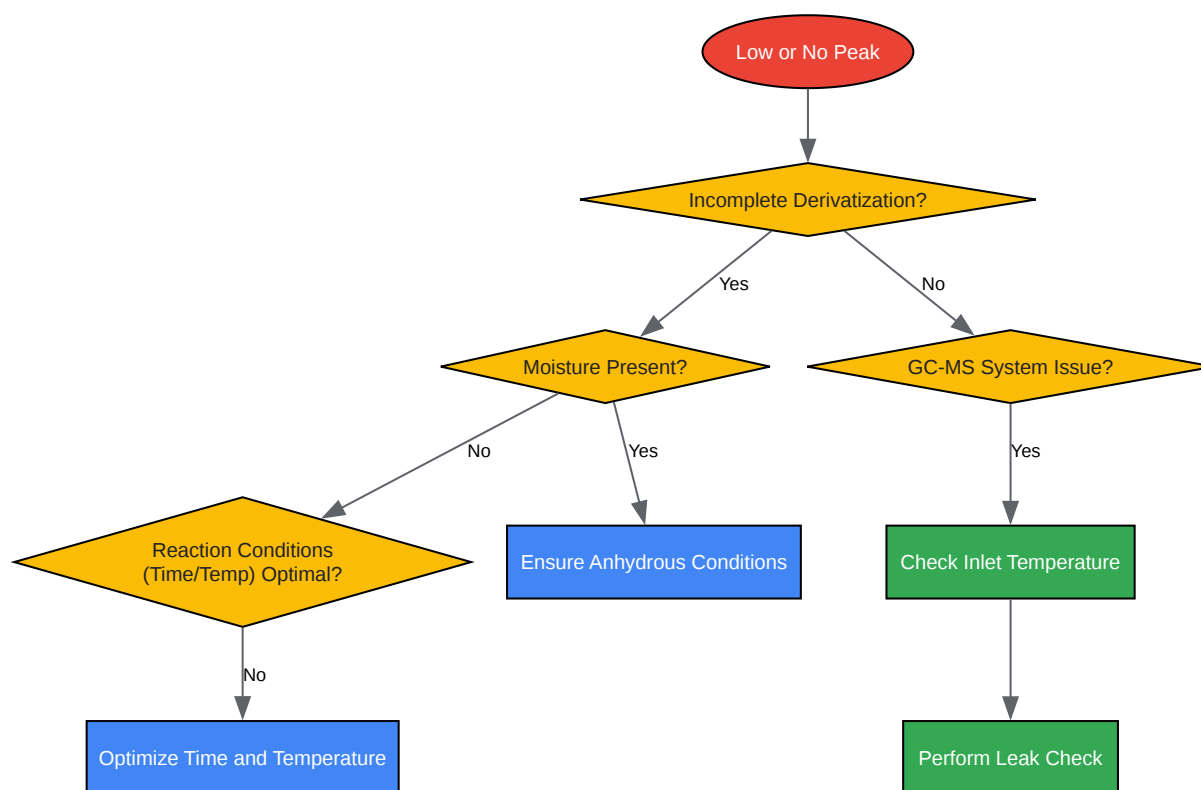 Low or No Peak
Incomplete Derivatization?
Yes
No
Moisture Present?
GC-MS System Issue?
No
Yes
Yes
Reaction Conditions
(Time/Temp) Optimal?
Ensure Anhydrous Conditions
Check Inlet Temperature
No
Optimize Time and Temperature
Perform Leak Check